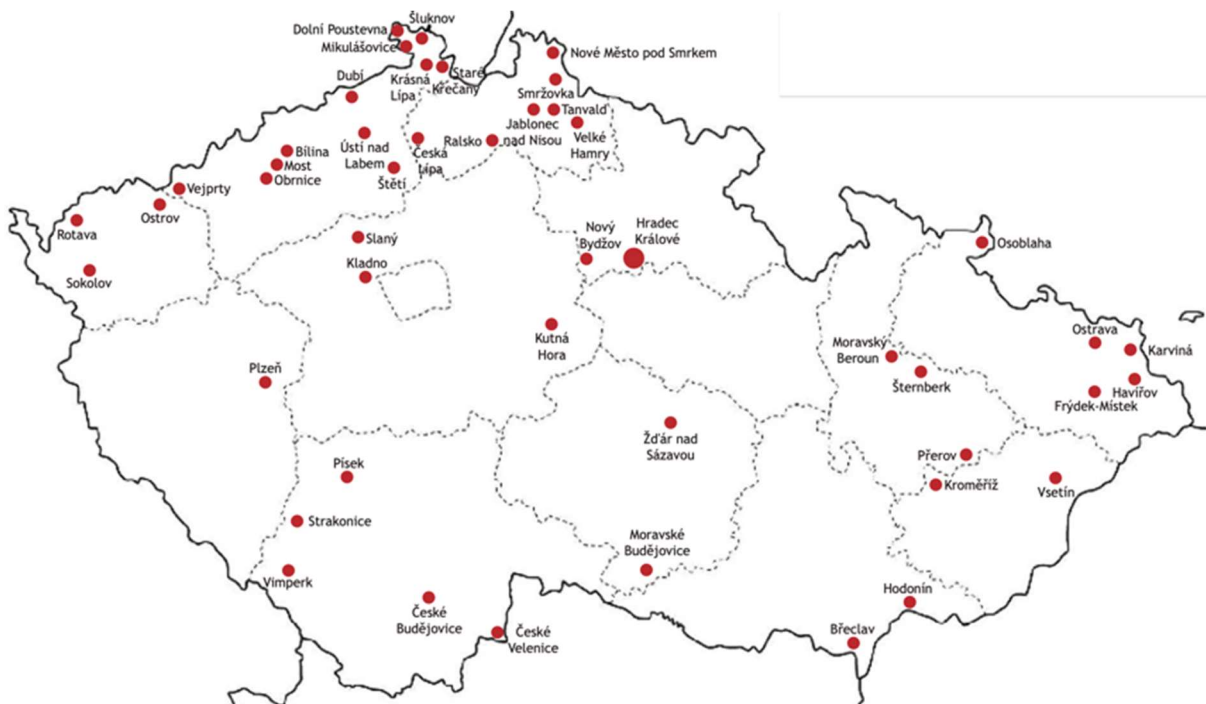 Šluknov
Dolní Poustevna
Mikulášovice
Nové Město pod Smrkem
Krásná
Lípa
Staré
Křečany
Dubí
Smržovka
Tanvald
Jablonec
nad Nisou
Velké
Hamry
Ralsko
Ústí nad
Labem
Česká
Lípa
Bílina
Most
Obrnice
Štětí
Vejprty
Ostrov
Rotava
Sokolov
Slaný
Kladno
Nový
Bydžov
Hradec
Králové
Osoblaha
Kutná
Hora
Ostrava
Karviná
Moravský
Beroun
Šternberk
Havířov
Frýdek-Místek
Plzeň
Žďár nad
Sázavou
Přerov
Kroměříž
Vsetín
Písek
Strakonice
Vimperk
Moravské
Budějovice
České
Budějovice
České
Velenice
Hodonín
Břeclav